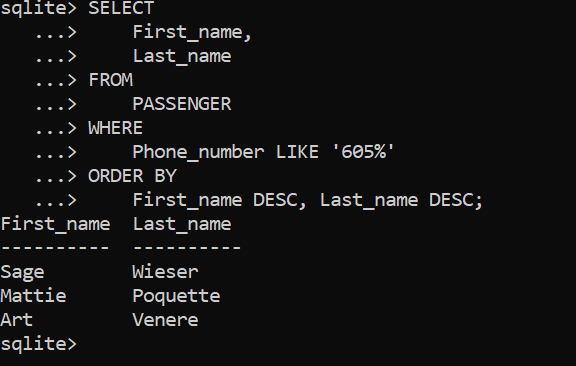 sqlite> SELECT
   ...>     First_name,
   ...>     Last_name
   ...> FROM
   ...>     PASSENGER
   ...> WHERE
   ...>     Phone_number LIKE '605%'
   ...> ORDER BY
   ...>     First_name DESC, Last_name DESC;
First_name  Last_name
----------  ----------
Sage        Wieser
Mattie      Poquette
Art         Venere
sqlite>